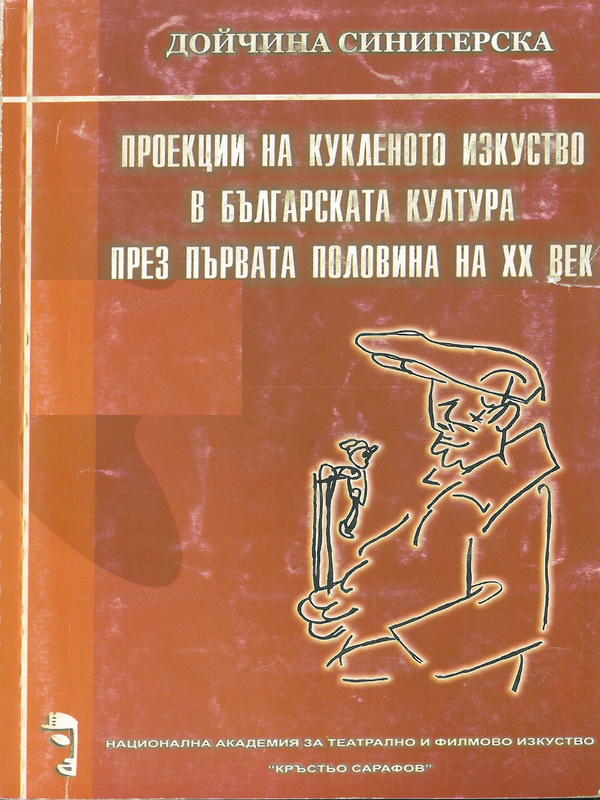 ДОЙЧИНА СИНИГЕРСКА
ПРОЕКЦИИ НА КУКЛЕНОТО ИЗКУСТВО
В БЪЛГАРСКАТА КУЛТУРА
ПРЕЗ ПЪРВАТА ПОЛОВИНА НА XX ВЕК
НАЦИОНАЛНА АКАДЕМИЯ ЗА ТЕАТРАЛНО И ФИЛМОВО ИЗКУСТВО
"КРЪСТЬО САРАФОВ"